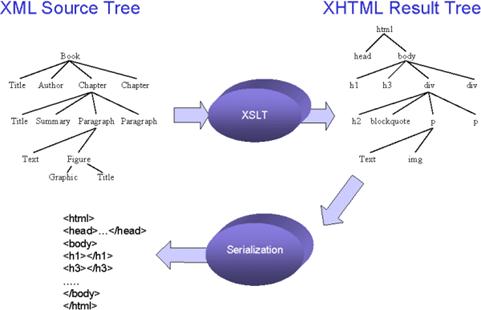 XML Source Tree
XHTML Result Tree
Book
Title Author Chapter Chapter
Title Summary Paragraph Paragraph
Text Figure
Graphic Title
XSLT
html
head body
h1 h3 div div
h2 blockquote p p
Text img
Serialization
<html>
<head>…</head>
<body>
<h1></h1>
<h3></h3>
.....
</body>
</html>